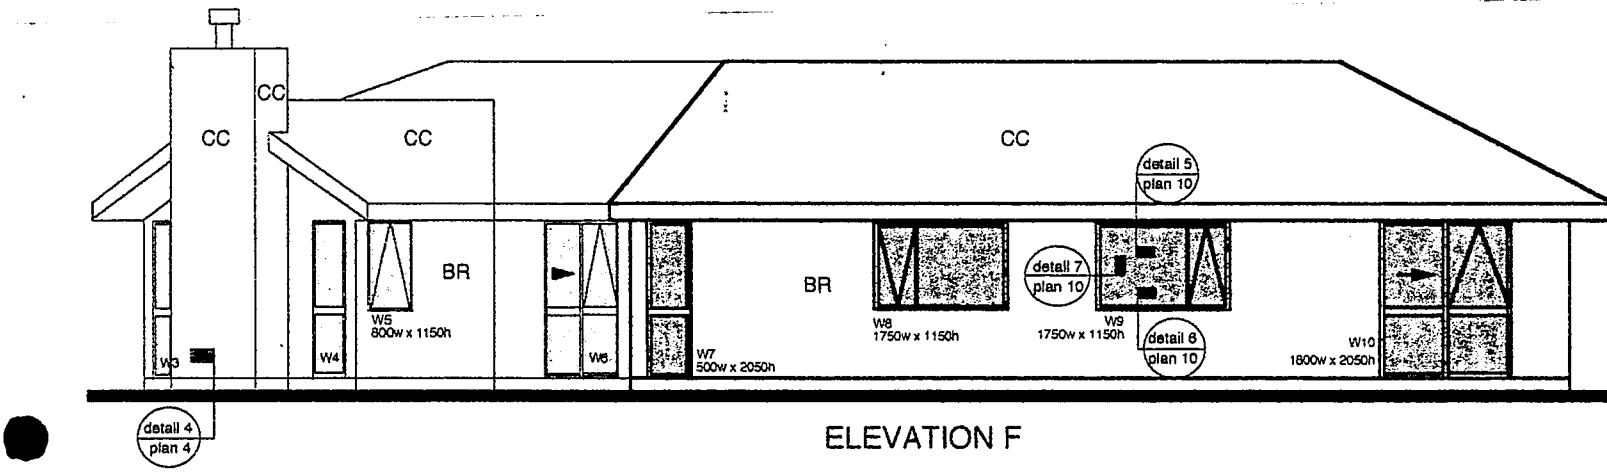 CC
CC
CC
CC
detail 5
plan 10
detail 7
plan 10
BR
BR
W5
800w x 1150h
W8
1750w x 1150h
W9
1750w x 1150h
detail 6
plan 10
W3
W4
W6
W7
500w x 2050h
W10
1800w x 2050h
detail 4
plan 4
ELEVATION F